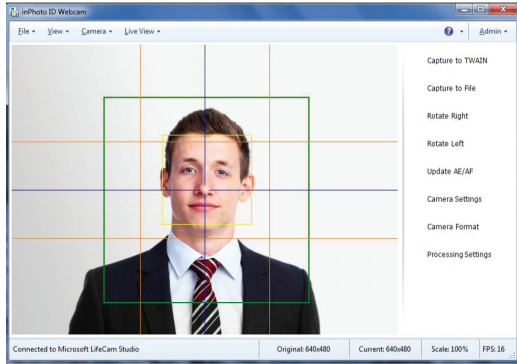 inPhoto ID Webcam
File View Camera Live View ? Admin
Capture to TWAIN
Capture to File
Rotate Right
Rotate Left
Update AE/AF
Camera Settings
Camera Format
Processing Settings
Connected to Microsoft LifeCam Studio Original: 640x480 Current: 640x480 Scale: 100% FPS: 16